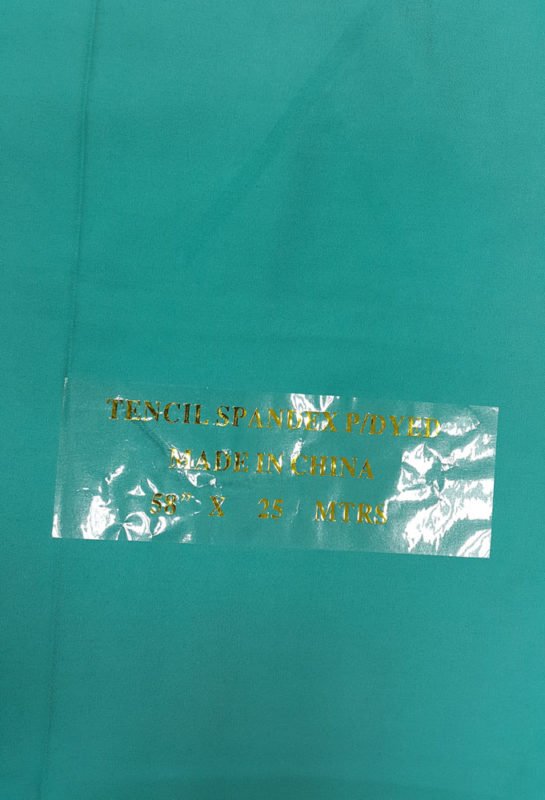 TENCIL SPANDEX P/DYED
MADE IN CHINA
58" X 25 MTRS